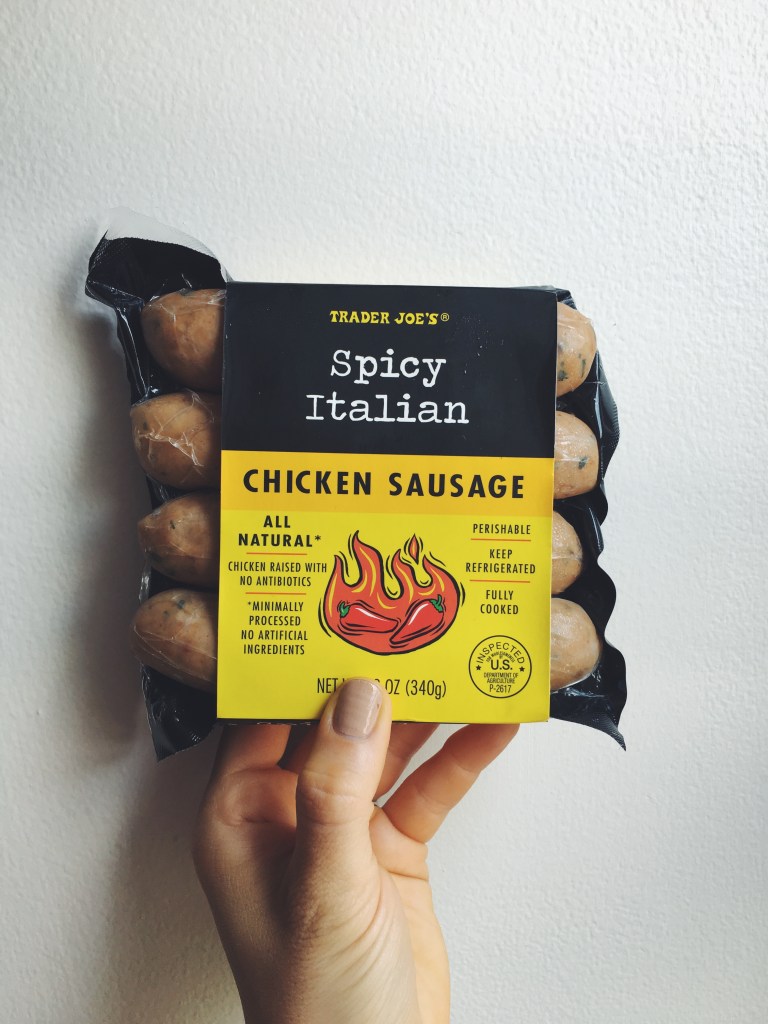 TRADER JOE'S®
Spicy
Italian
CHICKEN SAUSAGE
ALL
NATURAL*
CHICKEN RAISED WITH
NO ANTIBIOTICS
*MINIMALLY
PROCESSED
NO ARTIFICIAL
INGREDIENTS
PERISHABLE
KEEP
REFRIGERATED
FULLY
COOKED
INSPECTED
U.S.
DEPARTMENT OF
AGRICULTURE
P-2617
NET OZ (340g)